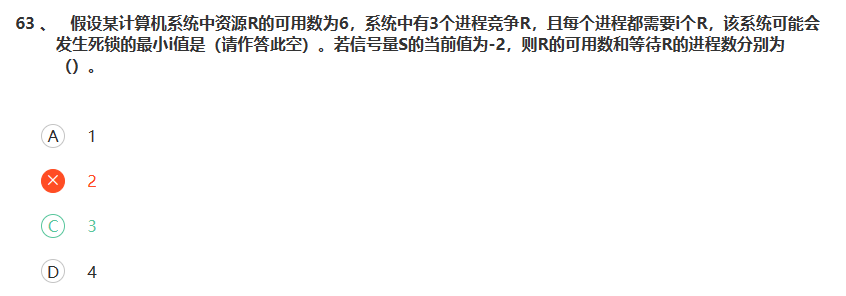 63 、 假设某计算机系统中资源R的可用数为6，系统中有3个进程竞争R，且每个进程都需要i个R，该系统可能会
发生死锁的最小i值是（请作答此空）。若信号量S的当前值为-2，则R的可用数和等待R的进程数分别为
（）。
A 1
2
C 3
D 4